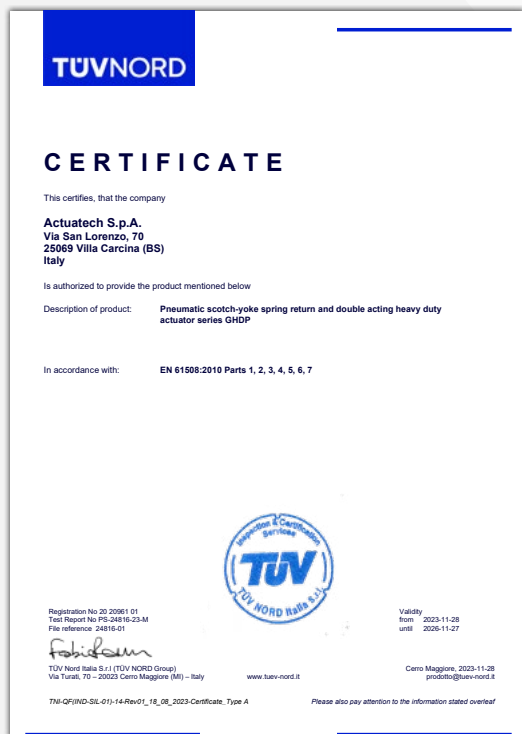 TÜVNORD
CERTIFICATE
This certifies, that the company
Actuatech S.p.A.
Via San Lorenzo, 70
25069 Villa Carcina (BS)
Italy
Is authorized to provide the product mentioned below
Description of product: Pneumatic scotch-yoke spring return and double acting heavy duty
actuator series GHDP
In accordance with: EN 61508:2010 Parts 1, 2, 3, 4, 5, 6, 7
Inspection & Certification
Services
TÜV
TÜV NORD Italia S.r.l.
Registration No 20 20961 01
Test Report No PS-24816-23-M
File reference 24816-01
Validity
from 2023-11-28
until 2026-11-27
TÜV Nord Italia S.r.l (TÜV NORD Group)
Via Turati, 70 – 20023 Cerro Maggiore (MI) – Italy
www.tuev-nord.it
Cerro Maggiore, 2023-11-28
prodotto@tuev-nord.it
TNI-QF(IND-SIL-01)-14-Rev01_18_08_2023-Certificate_Type A
Please also pay attention to the information stated overleaf